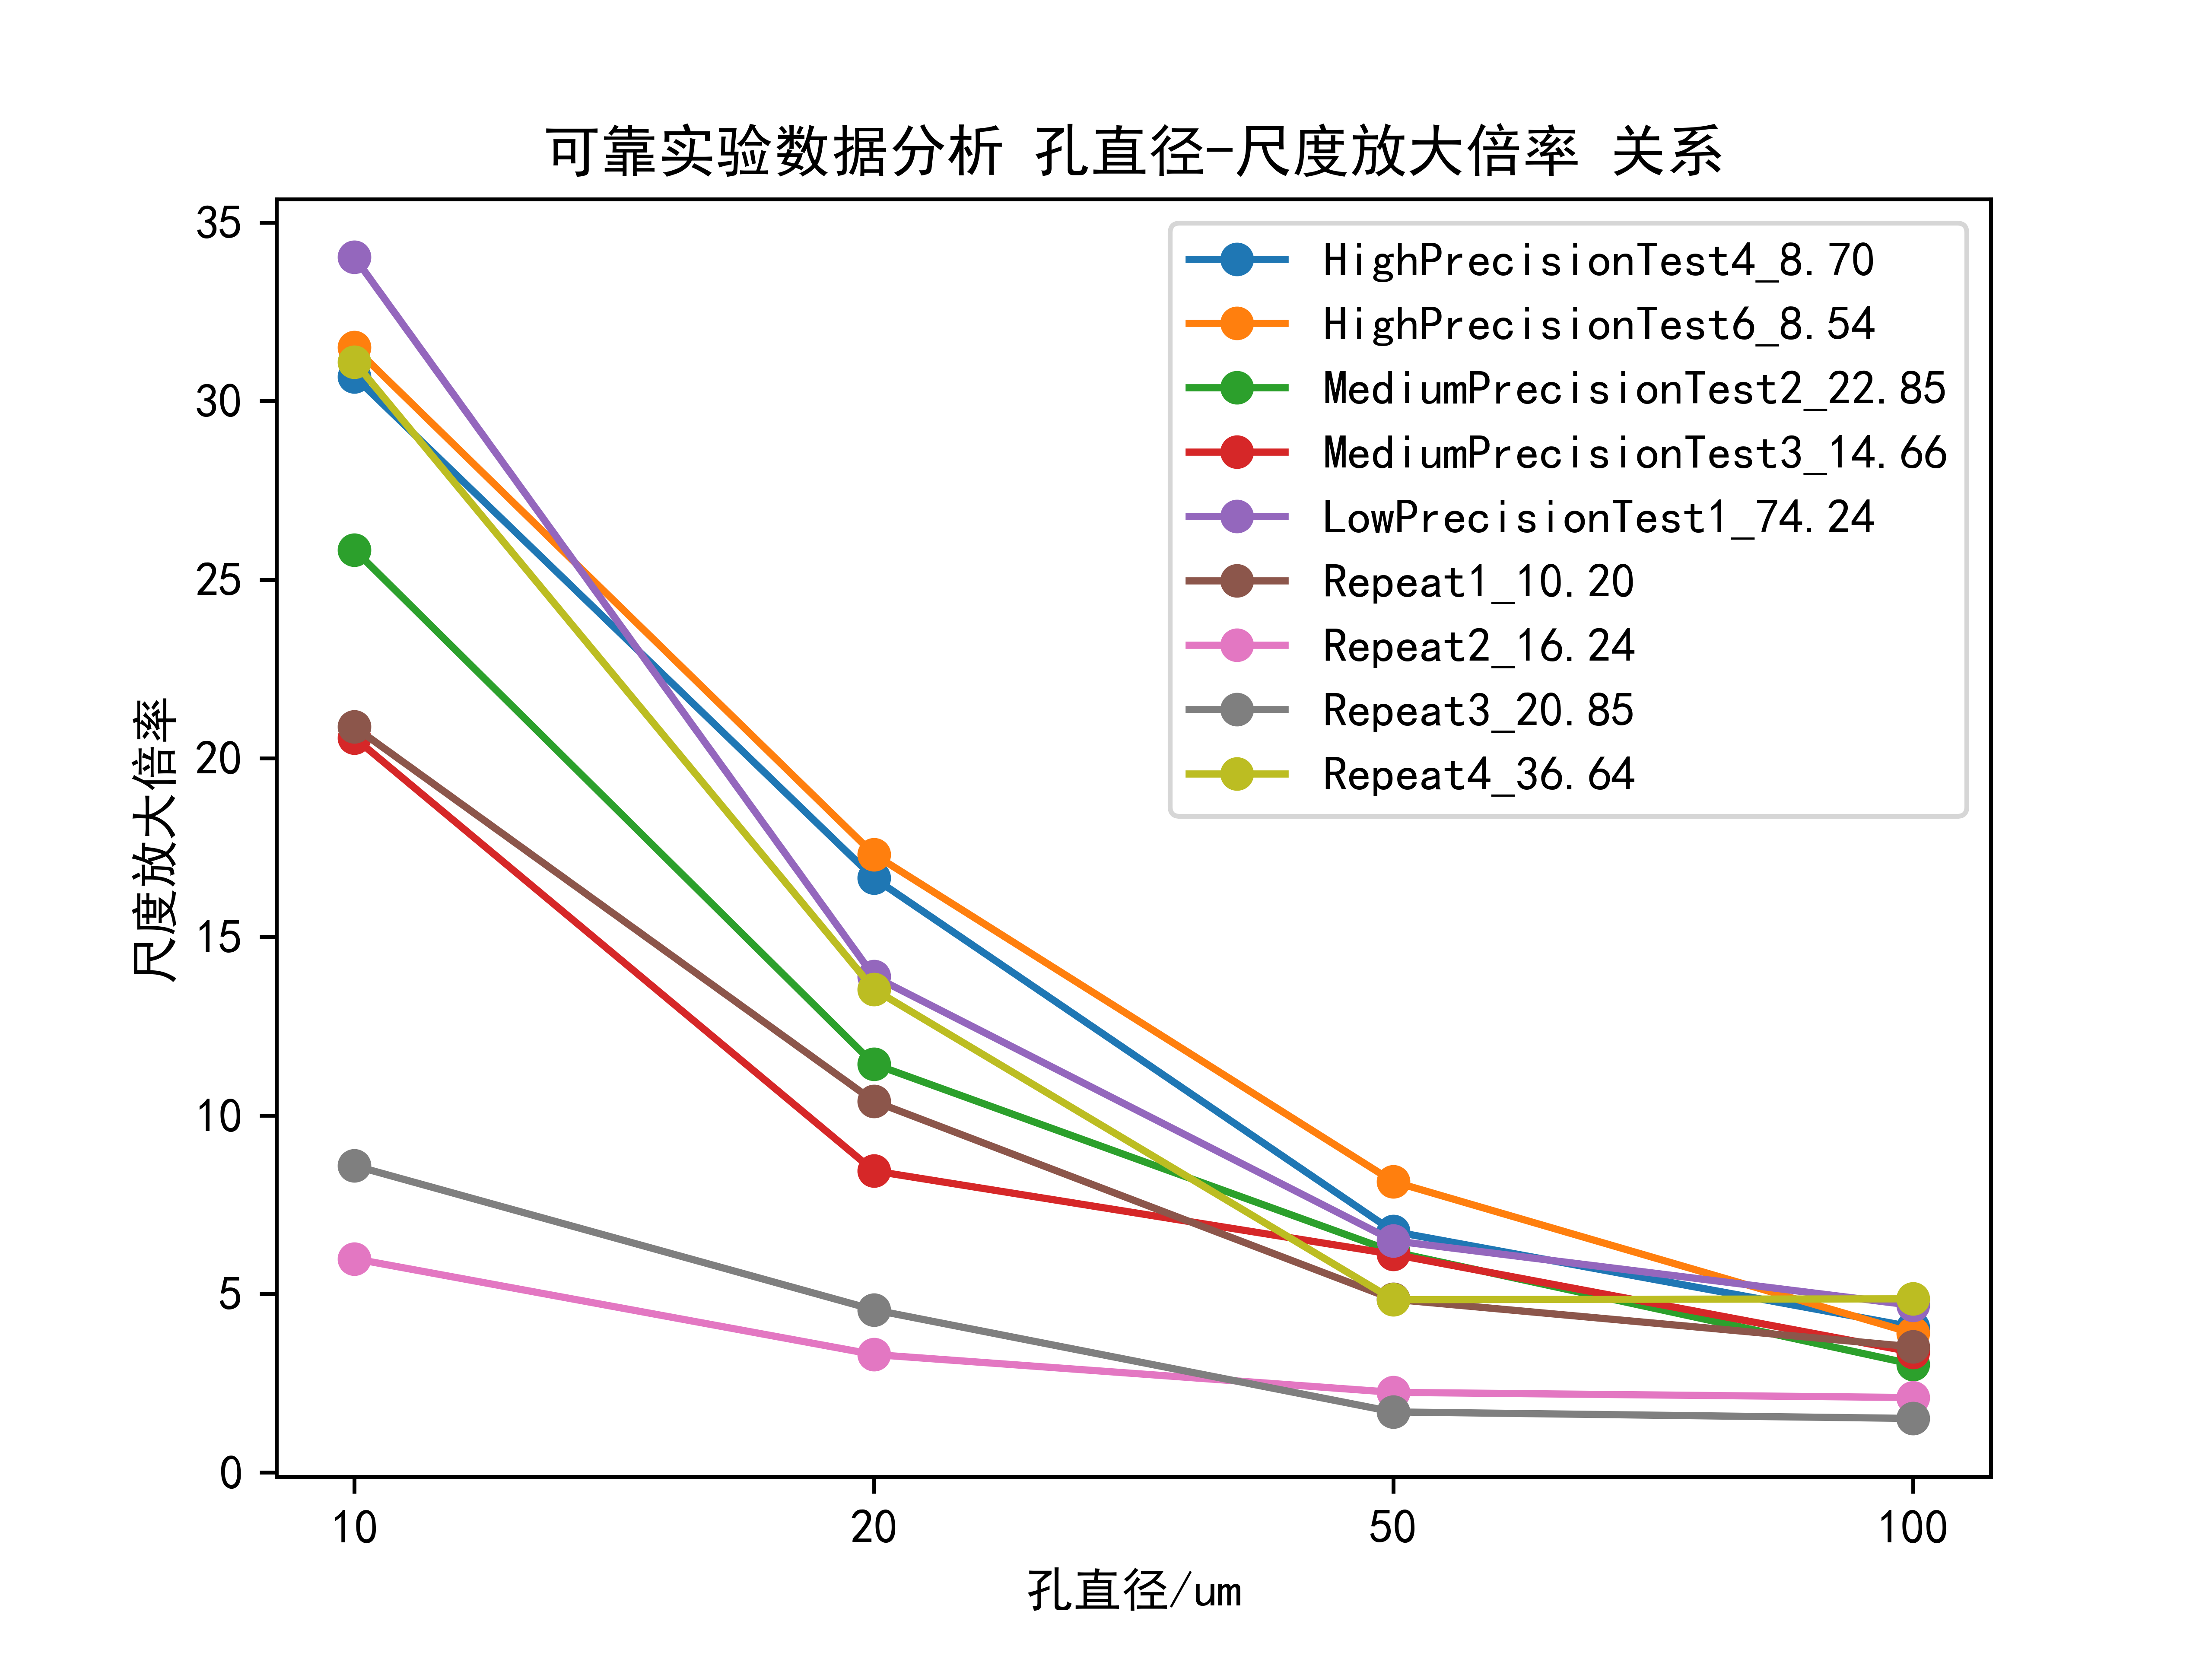 可靠实验数据分析 孔直径-尺度放大倍率 关系
35
30
25
20
15
10
5
0
尺度放大倍率
HighPrecisionTest4_8.70
HighPrecisionTest6_8.54
MediumPrecisionTest2_22.85
MediumPrecisionTest3_14.66
LowPrecisionTest1_74.24
Repeat1_10.20
Repeat2_16.24
Repeat3_20.85
Repeat4_36.64
10 20 50 100
孔直径/um